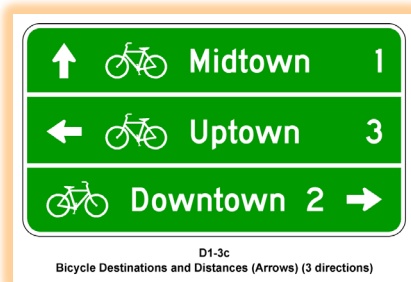 Midtown 1
Uptown 3
Downtown 2
D1-3c
Bicycle Destinations and Distances (Arrows) (3 directions)